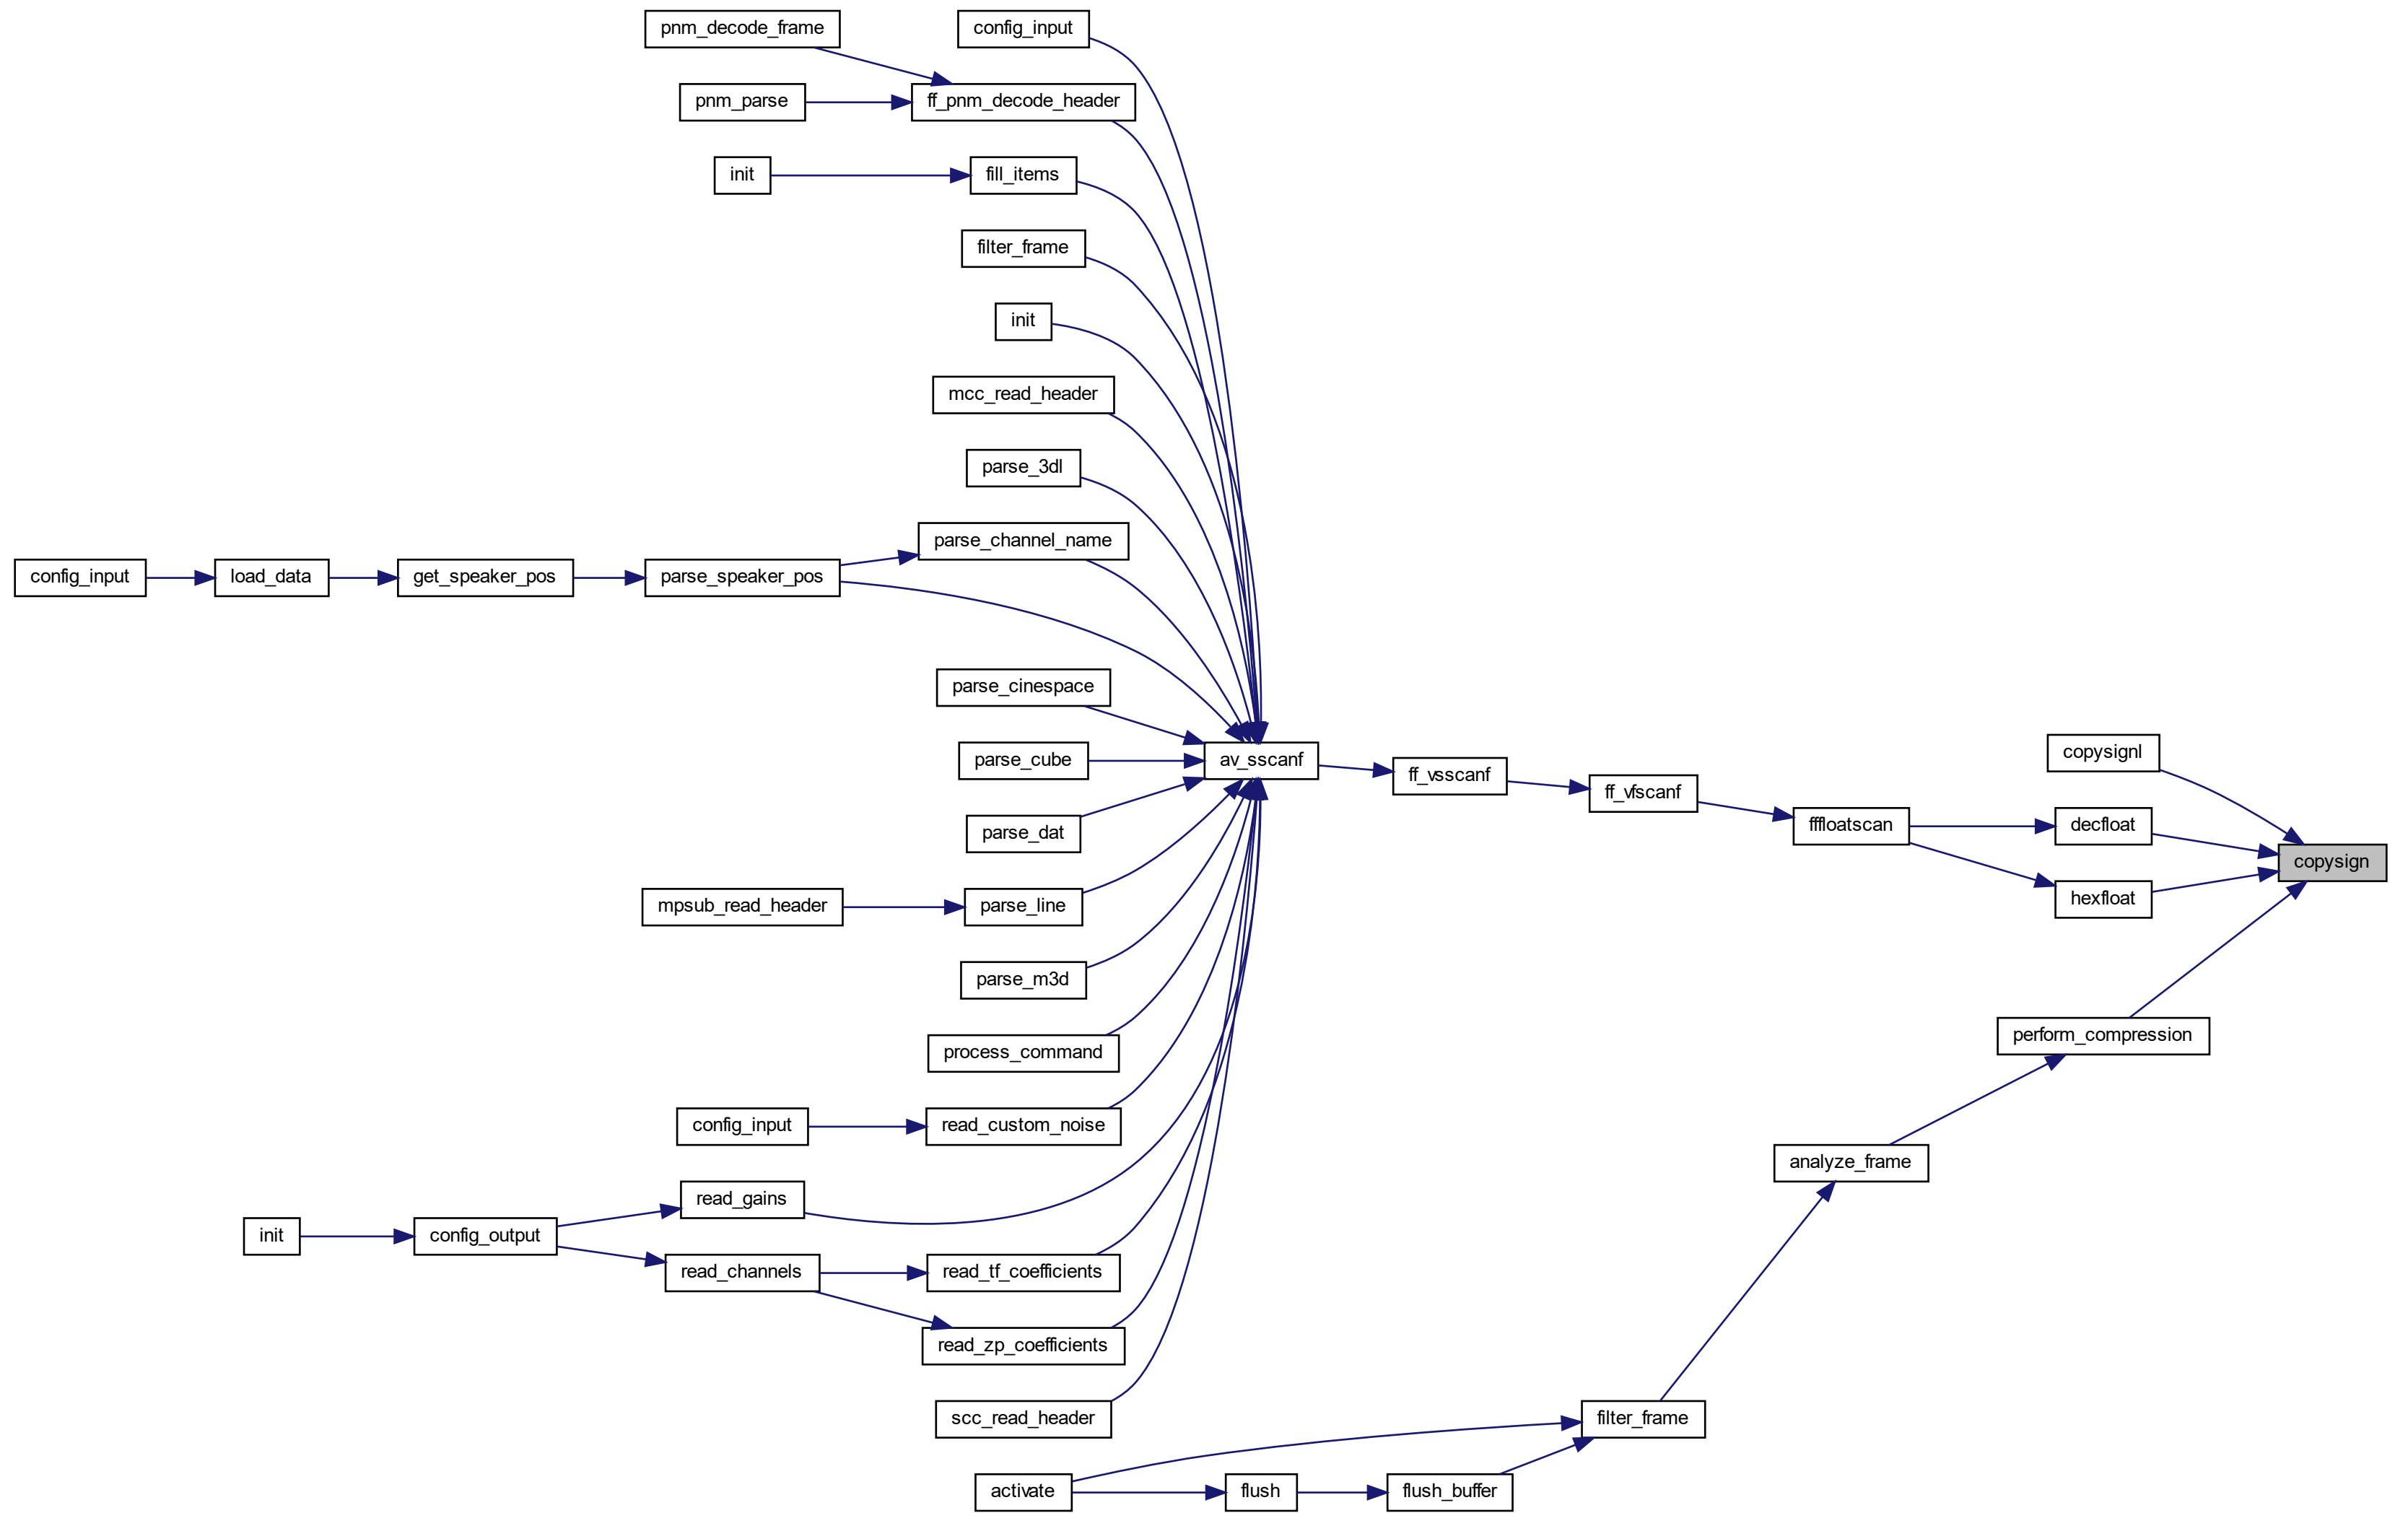 pnm_decode_frame
config_input
pnm_parse
ff_pnm_decode_header
init
fill_items
filter_frame
init
mcc_read_header
parse_3dl
parse_channel_name
config_input
load_data
get_speaker_pos
parse_speaker_pos
parse_cinespace
parse_cube
av_sscanf
copysignl
ff_vsscanf
ff_vfscanf
parse_dat
fffloatscan
decfloat
copysign
mpsub_read_header
parse_line
hexfloat
parse_m3d
process_command
perform_compression
config_input
read_custom_noise
analyze_frame
read_gains
init
config_output
read_channels
read_tf_coefficients
read_zp_coefficients
scc_read_header
filter_frame
activate
flush
flush_buffer